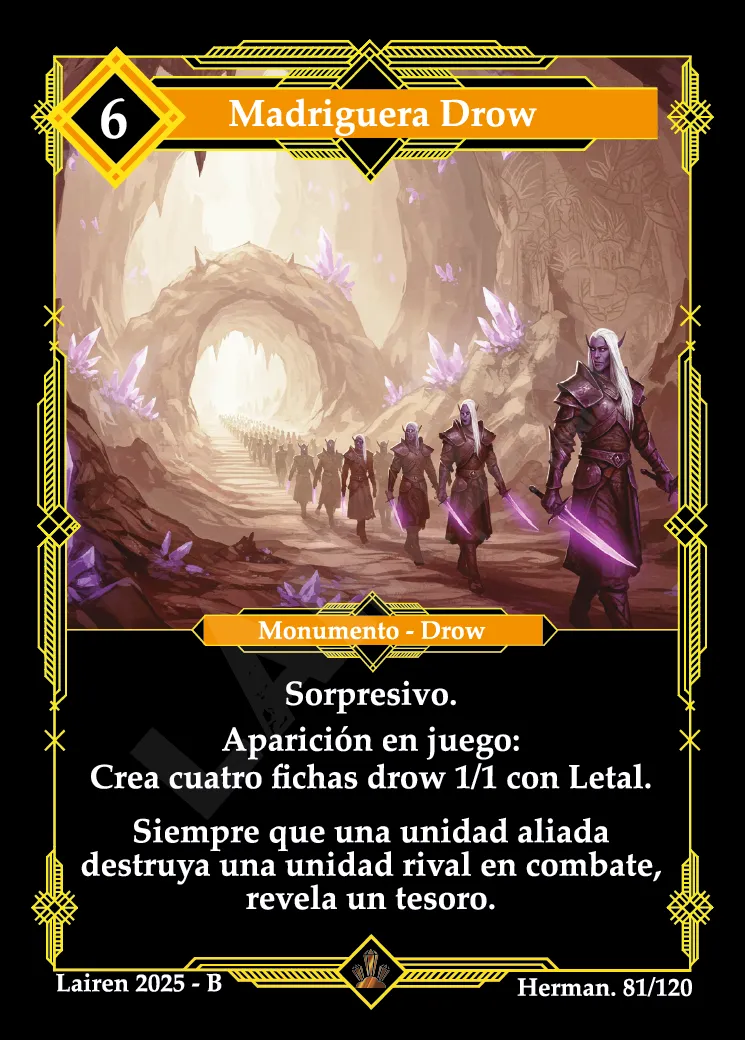 6
Madriguera Drow
Monumento - Drow
Sorpresivo.
Aparición en juego:
Crea cuatro fichas drow 1/1 con Letal.
Siempre que una unidad aliada
destruya una unidad rival en combate,
revela un tesoro.
Lairen 2025 - B
Herman. 81/120